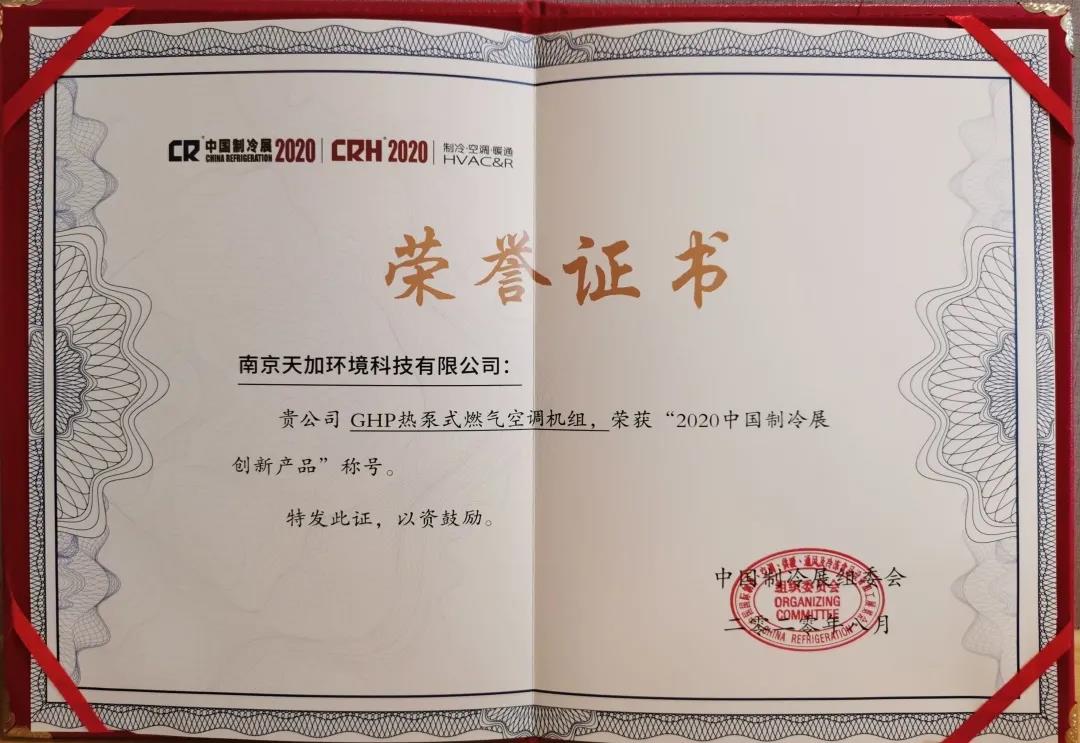 CR 中国制冷展 CHINA REFRIGERATION 2020 | CRH 2020 | 制冷·空调·暖通 HVAC&R
荣誉证书
南京天加环境科技有限公司：
贵公司 GHP热泵式燃气空调机组，荣获“2020中国制冷展
创新产品”称号。
特发此证，以资鼓励。
中国制冷展组委会
二零二零年八月
组织委员会
ORGANIZING
COMMITTEE
CHINA REFRIGERATION